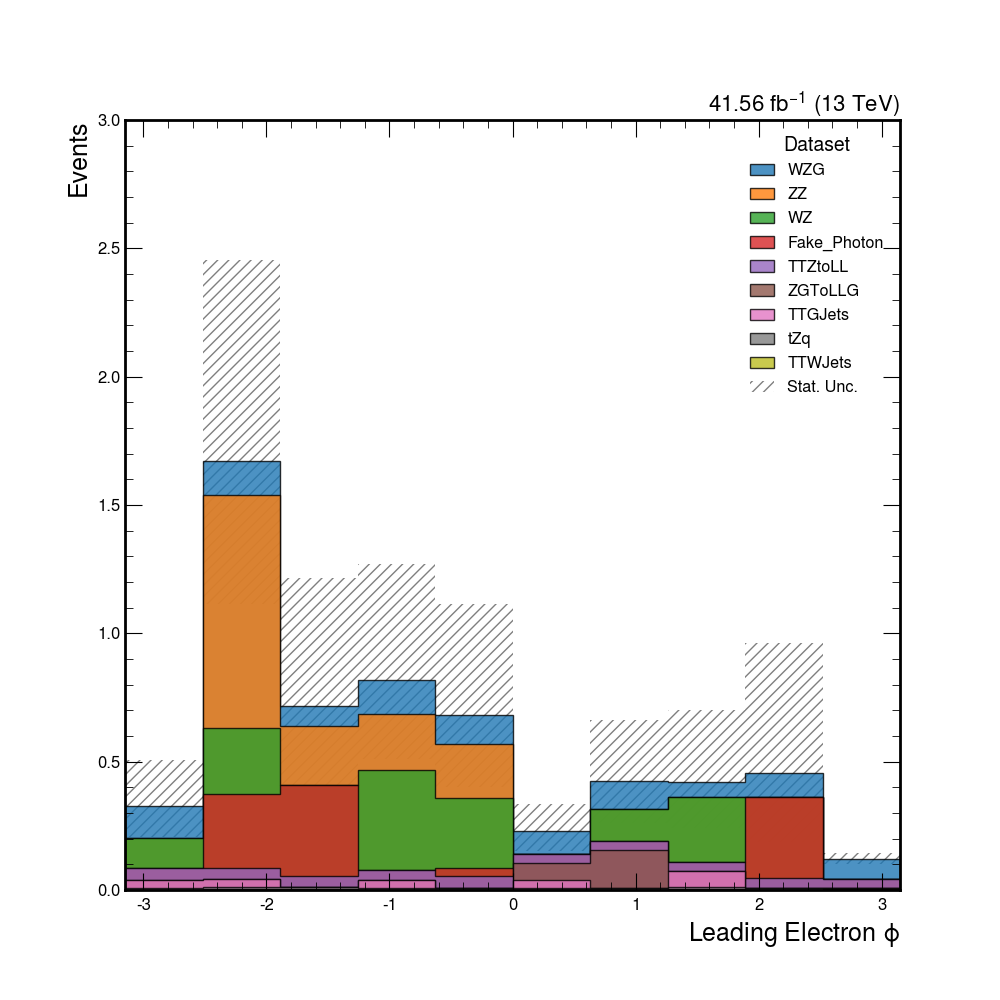 41.56 fb⁻¹ (13 TeV)
Events
3.0
2.5
2.0
1.5
1.0
0.5
0.0
Dataset
WZG
ZZ
WZ
Fake_Photon
TTZtoLL
ZGToLLG
TTGJets
tZq
TTWJets
Stat. Unc.
-3 -2 -1 0 1 2 3
Leading Electron ϕ